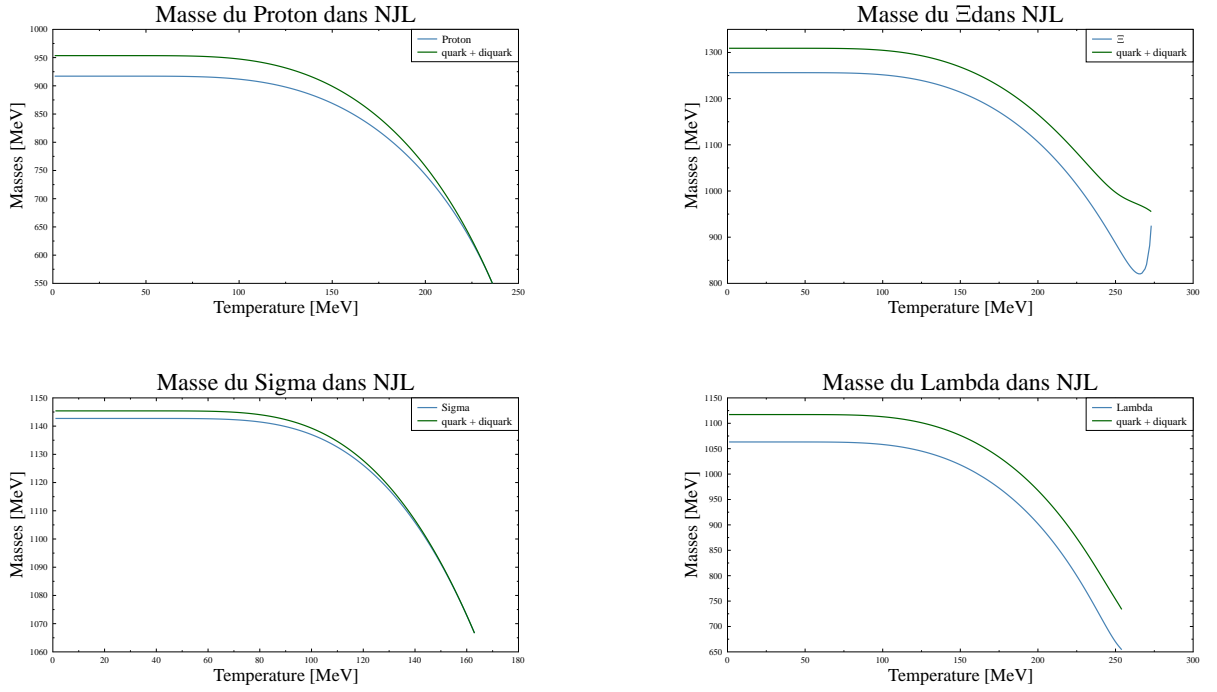 Masse du Proton dans NJL
1000
950
900
850
800
750
700
650
600
550
0 50 100 150 200 250
Masses [MeV]
Temperature [MeV]
Proton
quark + diquark
Masse du Ξdans NJL
1300
1200
1100
1000
900
800
0 50 100 150 200 250 300
Masses [MeV]
Temperature [MeV]
Ξ
quark + diquark
Masse du Sigma dans NJL
1150
1140
1130
1120
1110
1100
1090
1080
1070
1060
0 20 40 60 80 100 120 140 160 180
Masses [MeV]
Temperature [MeV]
Sigma
quark + diquark
Masse du Lambda dans NJL
1150
1100
1050
1000
950
900
850
800
750
700
650
0 50 100 150 200 250 300
Masses [MeV]
Temperature [MeV]
Lambda
quark + diquark